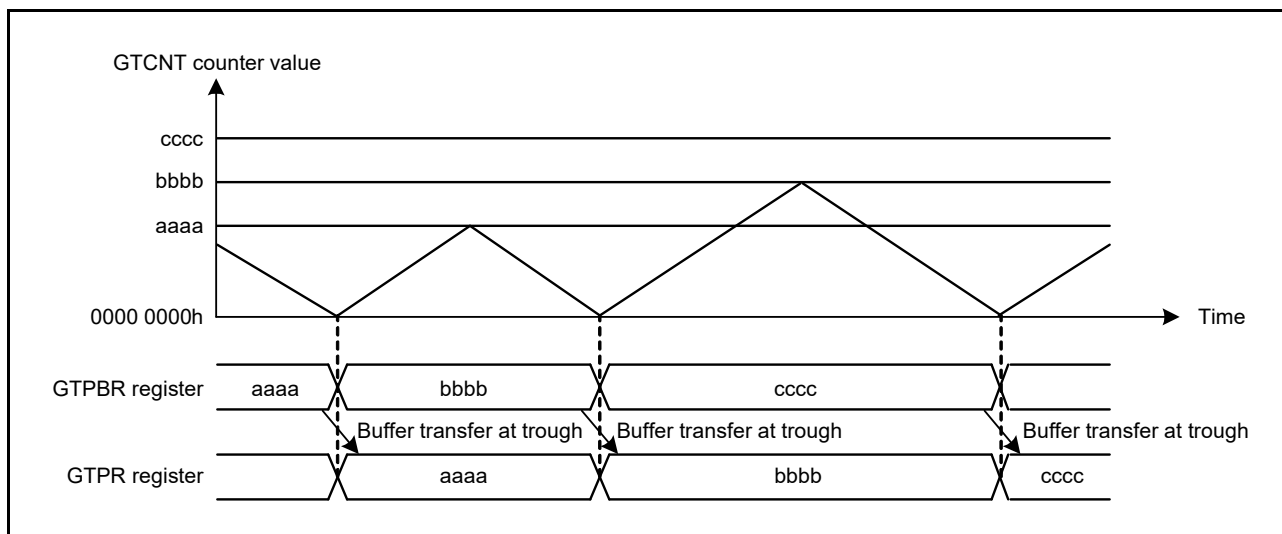 GTCNT counter value
cccc
bbbb
aaaa
0000 0000h
Time
GTPBR register aaaa bbbb cccc
Buffer transfer at trough Buffer transfer at trough Buffer transfer at trough
GTPR register aaaa bbbb cccc